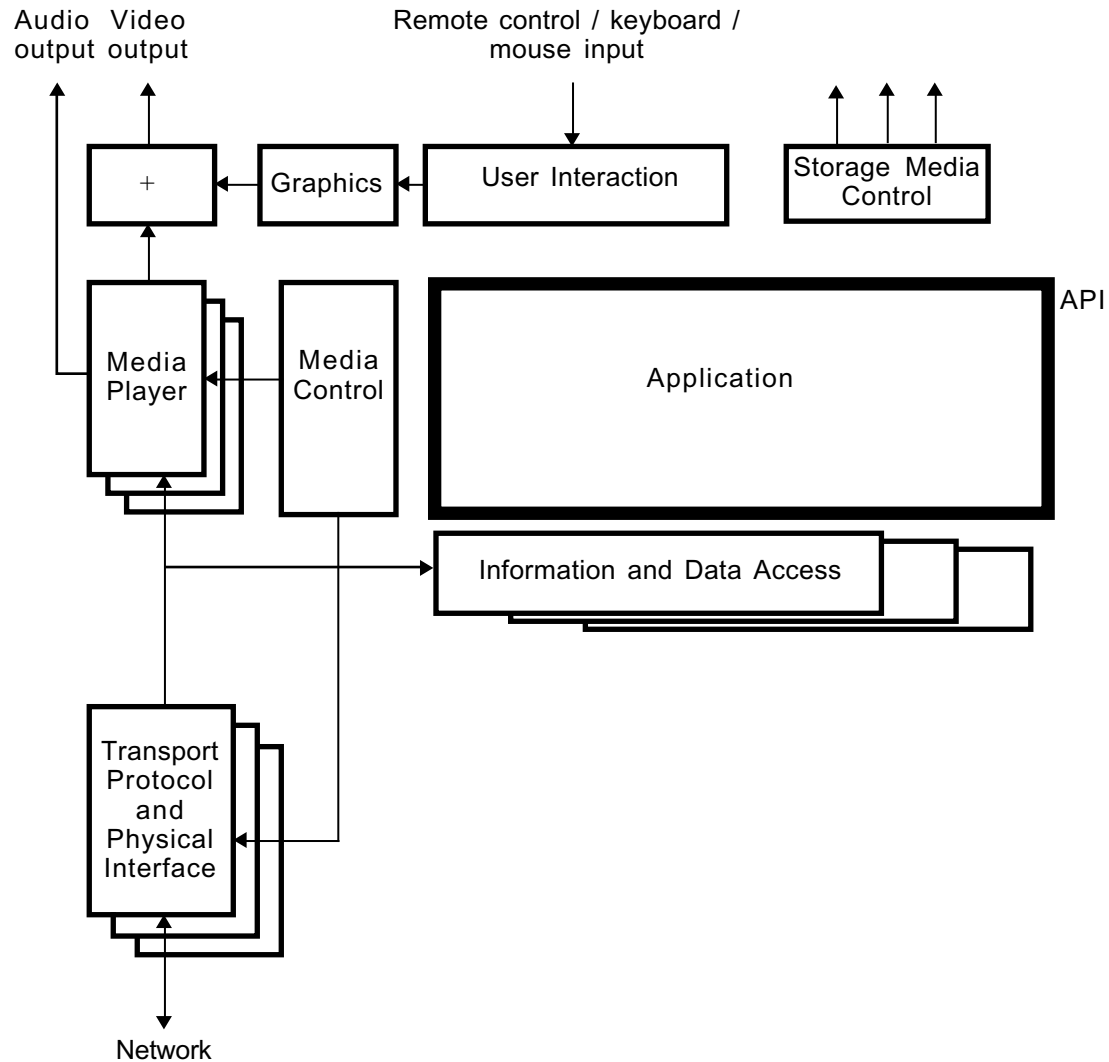 Audio Video
output output
Remote control / keyboard /
mouse input
+
Graphics
User Interaction
Storage Media
Control
Media
Player
Media
Control
Application
API
Information and Data Access
Transport
Protocol
and
Physical
Interface
Network